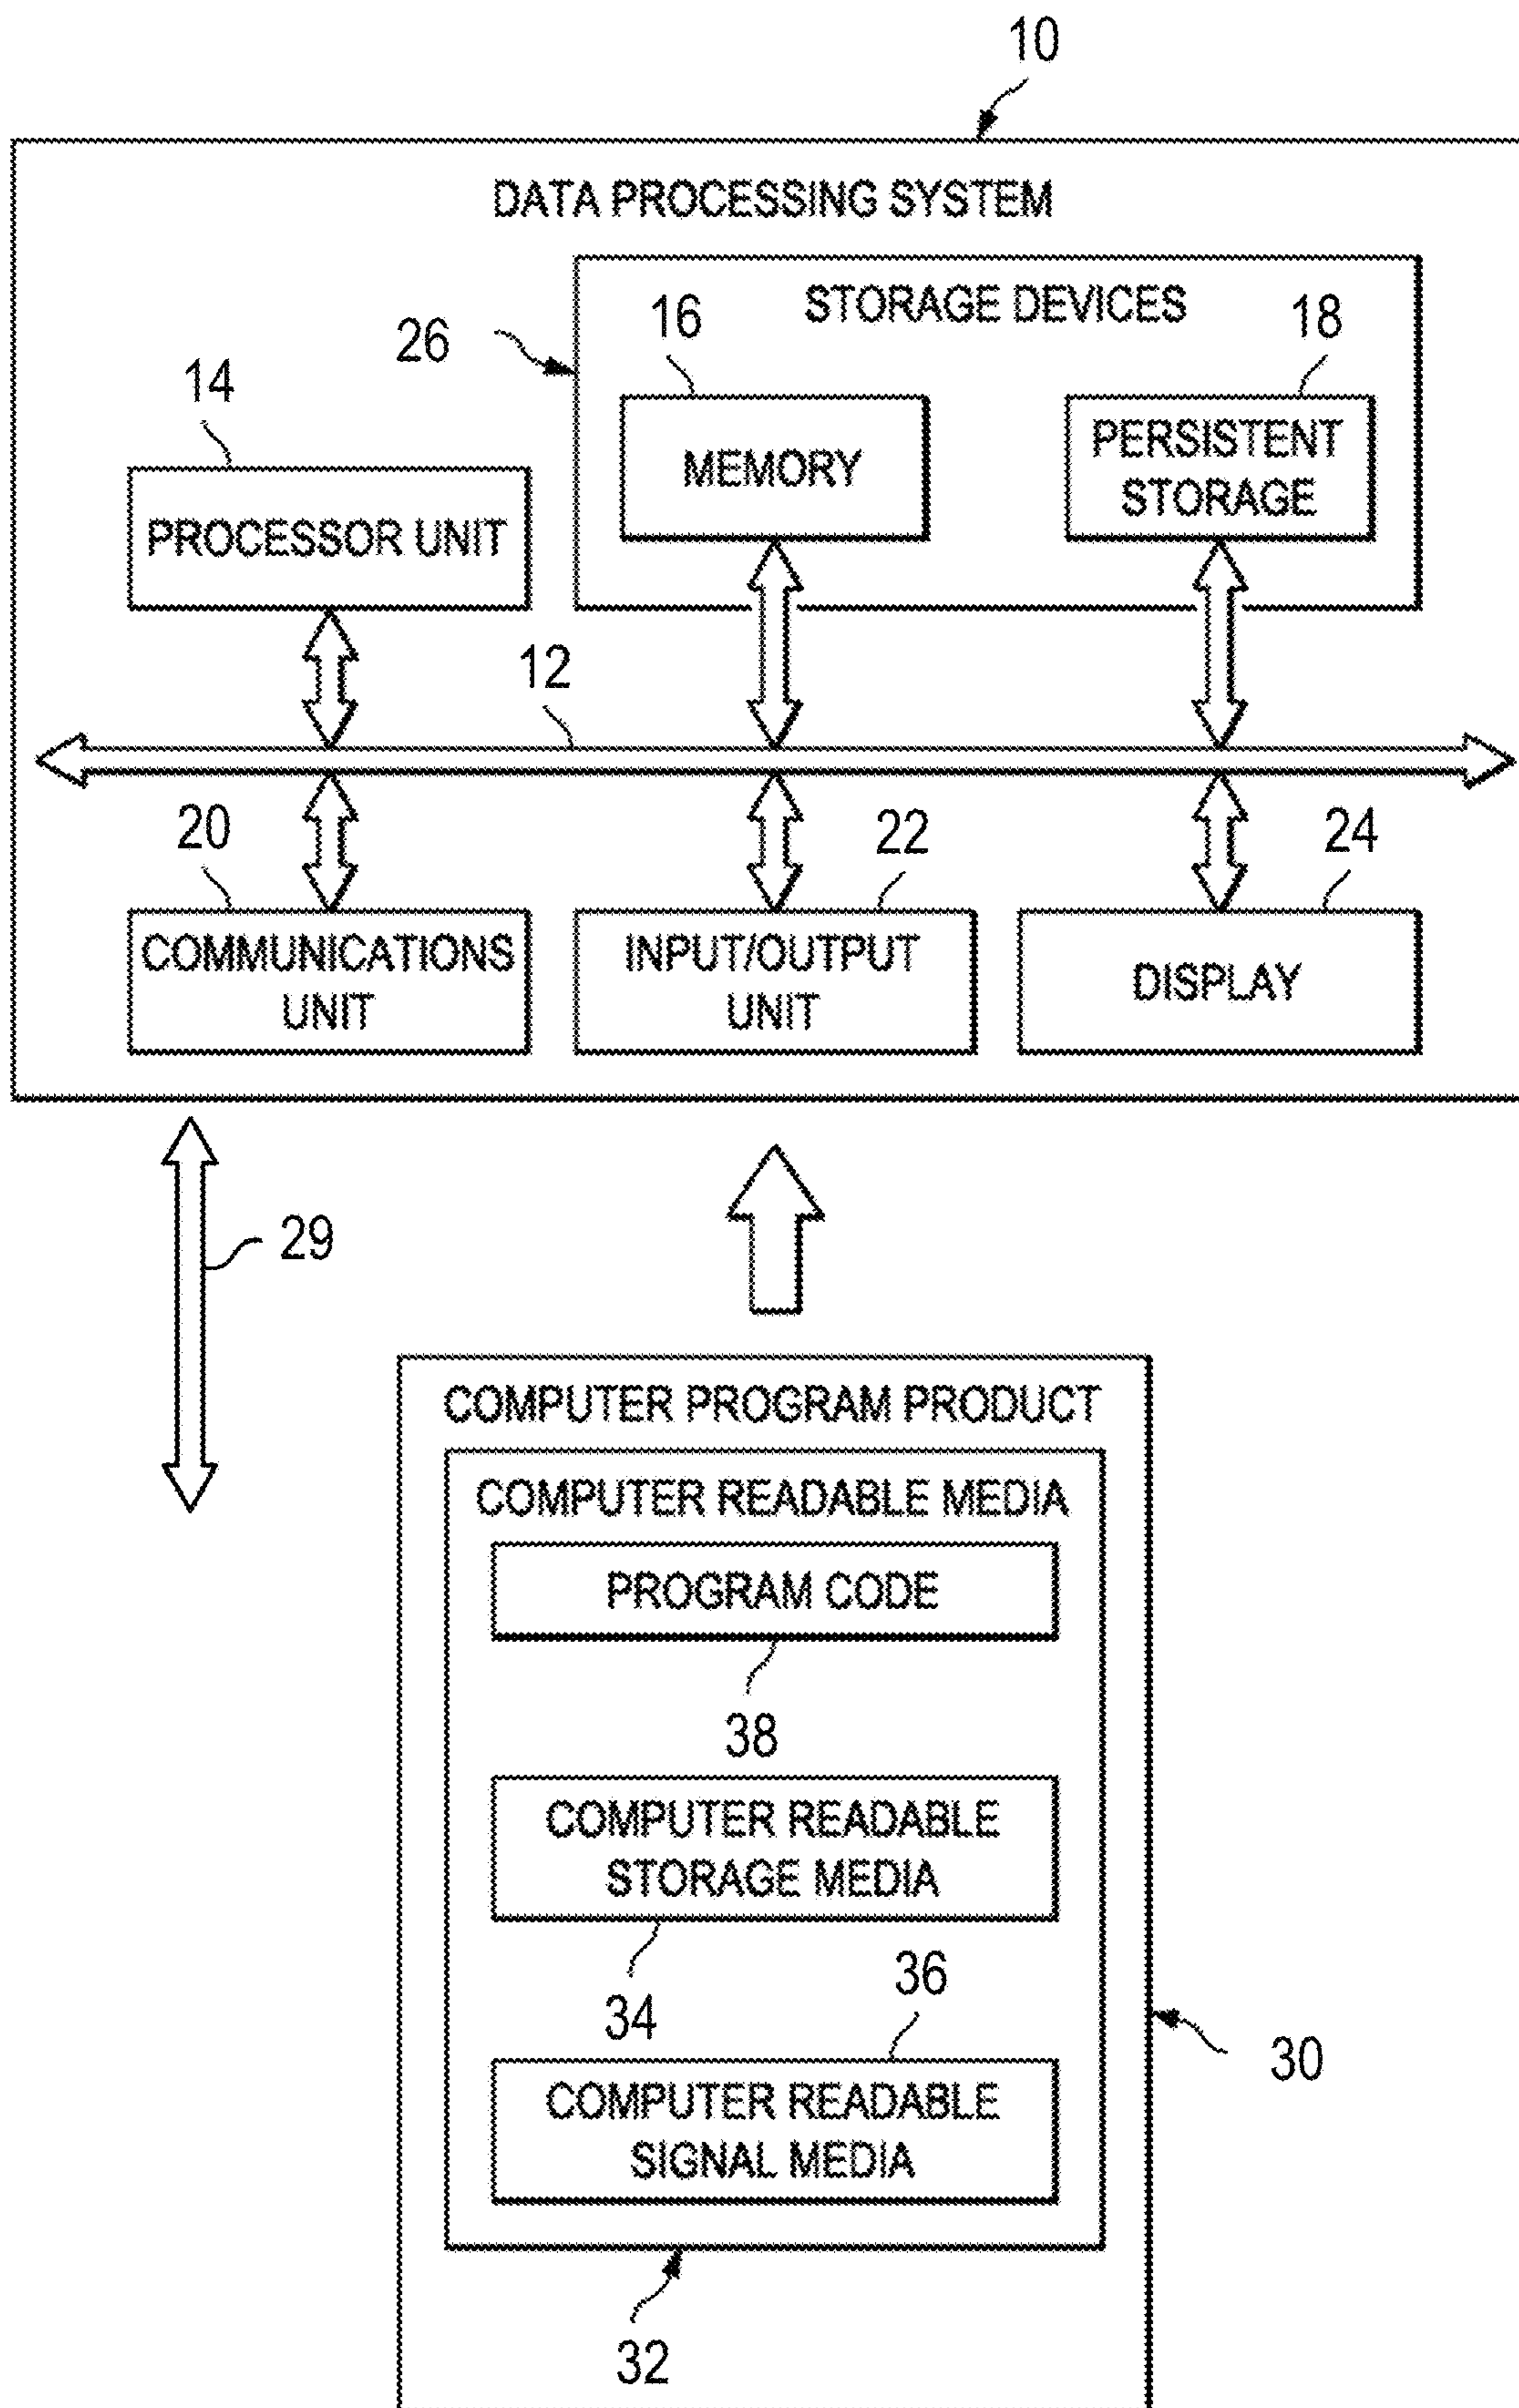 10
DATA PROCESSING SYSTEM
STORAGE DEVICES
26
16
18
14
MEMORY
PERSISTENT
STORAGE
PROCESSOR UNIT
12
20
22
24
COMMUNICATIONS
UNIT
INPUT/OUTPUT
UNIT
DISPLAY
29
COMPUTER PROGRAM PRODUCT
COMPUTER READABLE MEDIA
PROGRAM CODE
38
COMPUTER READABLE
STORAGE MEDIA
34
36
30
COMPUTER READABLE
SIGNAL MEDIA
32